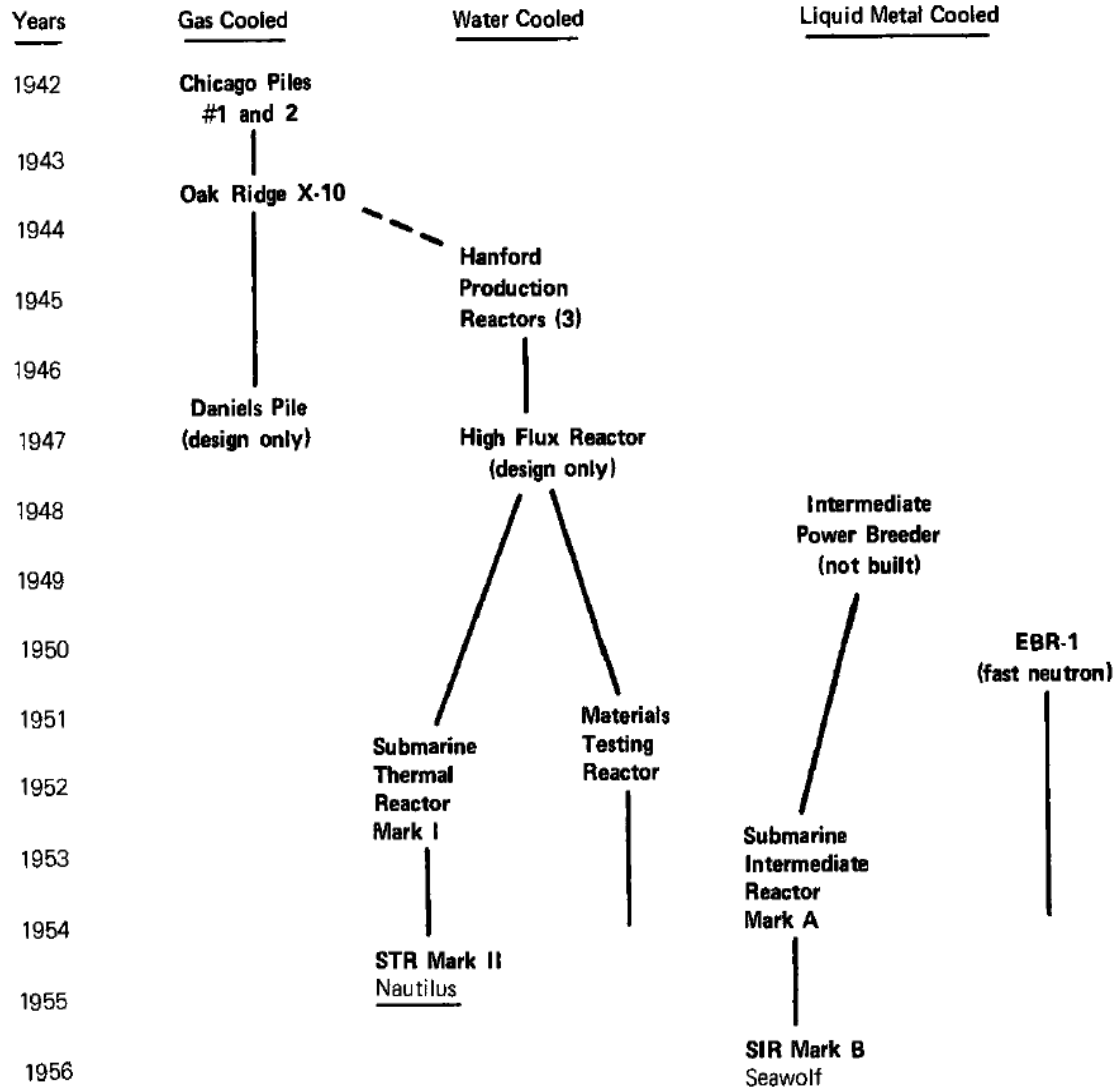 Years
Gas Cooled
Water Cooled
Liquid Metal Cooled
1942
Chicago Piles
#1 and 2
1943
Oak Ridge X-10
1944
Hanford
Production
Reactors (3)
1945
1946
Daniels Pile
(design only)
1947
High Flux Reactor
(design only)
1948
Intermediate
Power Breeder
(not built)
1949
1950
EBR-1
(fast neutron)
1951
Materials
Testing
Reactor
Submarine
Thermal
Reactor
Mark I
1952
1953
Submarine
Intermediate
Reactor
Mark A
1954
STR Mark II
Nautilus
1955
SIR Mark B
Seawolf
1956